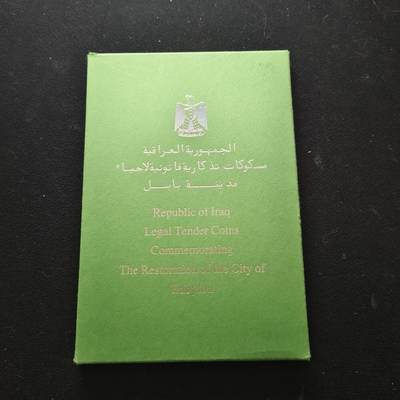 الجمهورية العراقية
مسكوكات تذكارية قانونية لاحياء
مدينة بابل
Republic of Iraq
Legal Tender Coins
Commemorating
The Restoration of the City of
Babylon